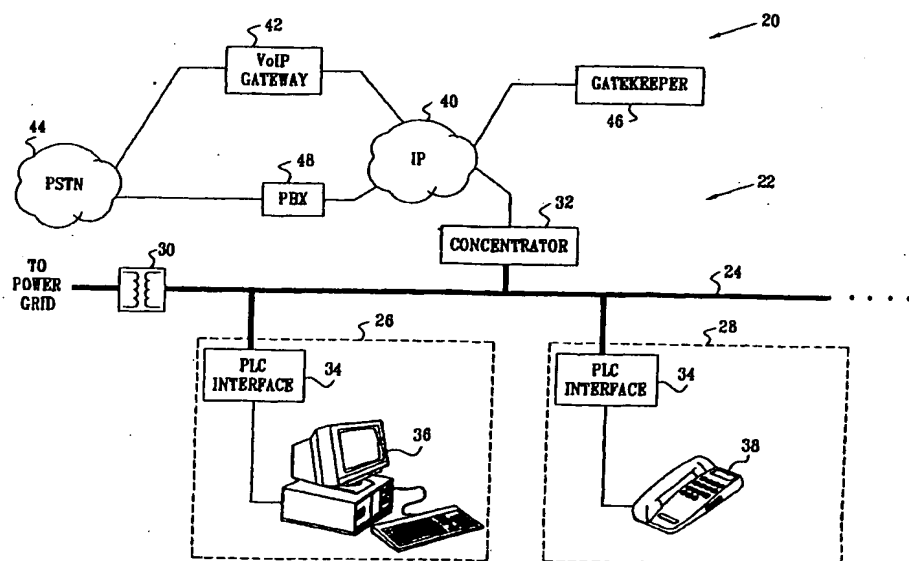 20
42
VoIP
GATEWAY
GATEKEEPER
46
40
IP
44
PSTN
48
PBX
22
32
CONCENTRATOR
30
TO
POWER
GRID
24
26
PLC
INTERFACE
34
36
28
PLC
INTERFACE
34
38